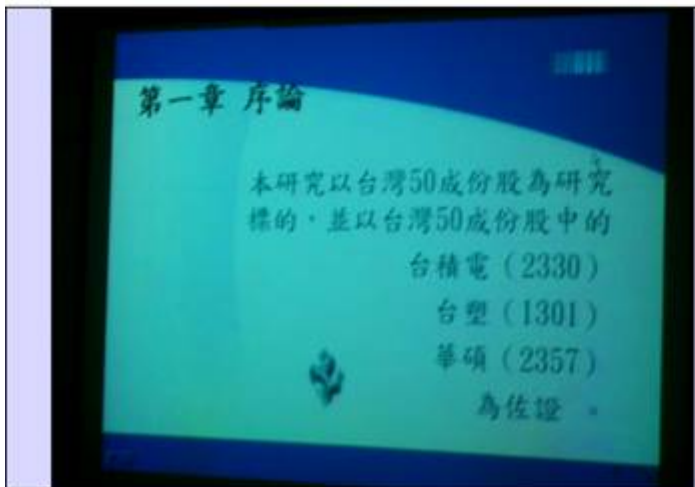 第一章 序論
本研究以台灣50成份股為研究
標的，並以台灣50成份股中的
台積電（2330）
台塑（1301）
華碩（2357）
為佐證。